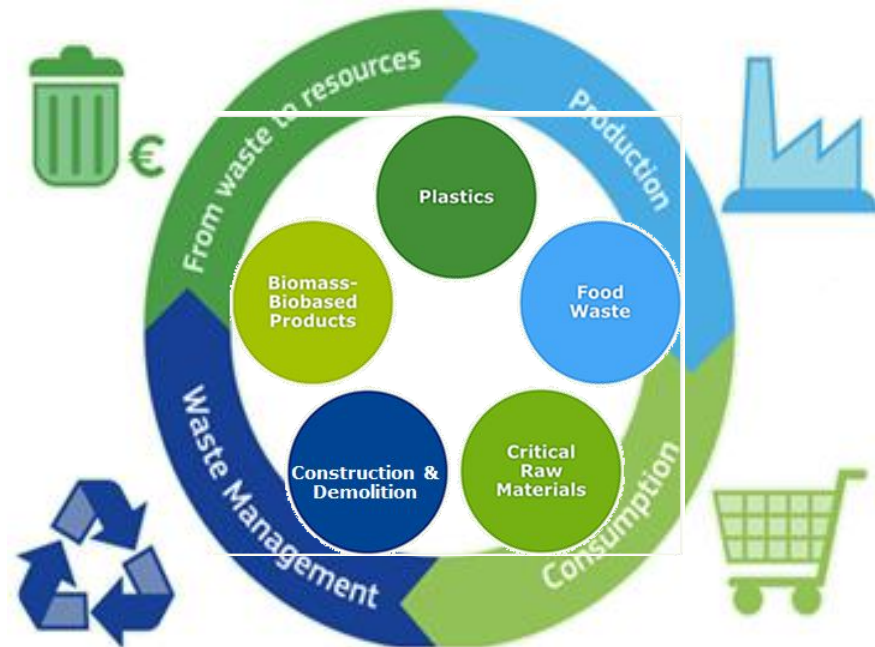 From waste to resources
Production
€
Plastics
Biomass-
Biobased
Products
Food
Waste
Construction &
Demolition
Critical
Raw
Materials
Waste Management
Consumption